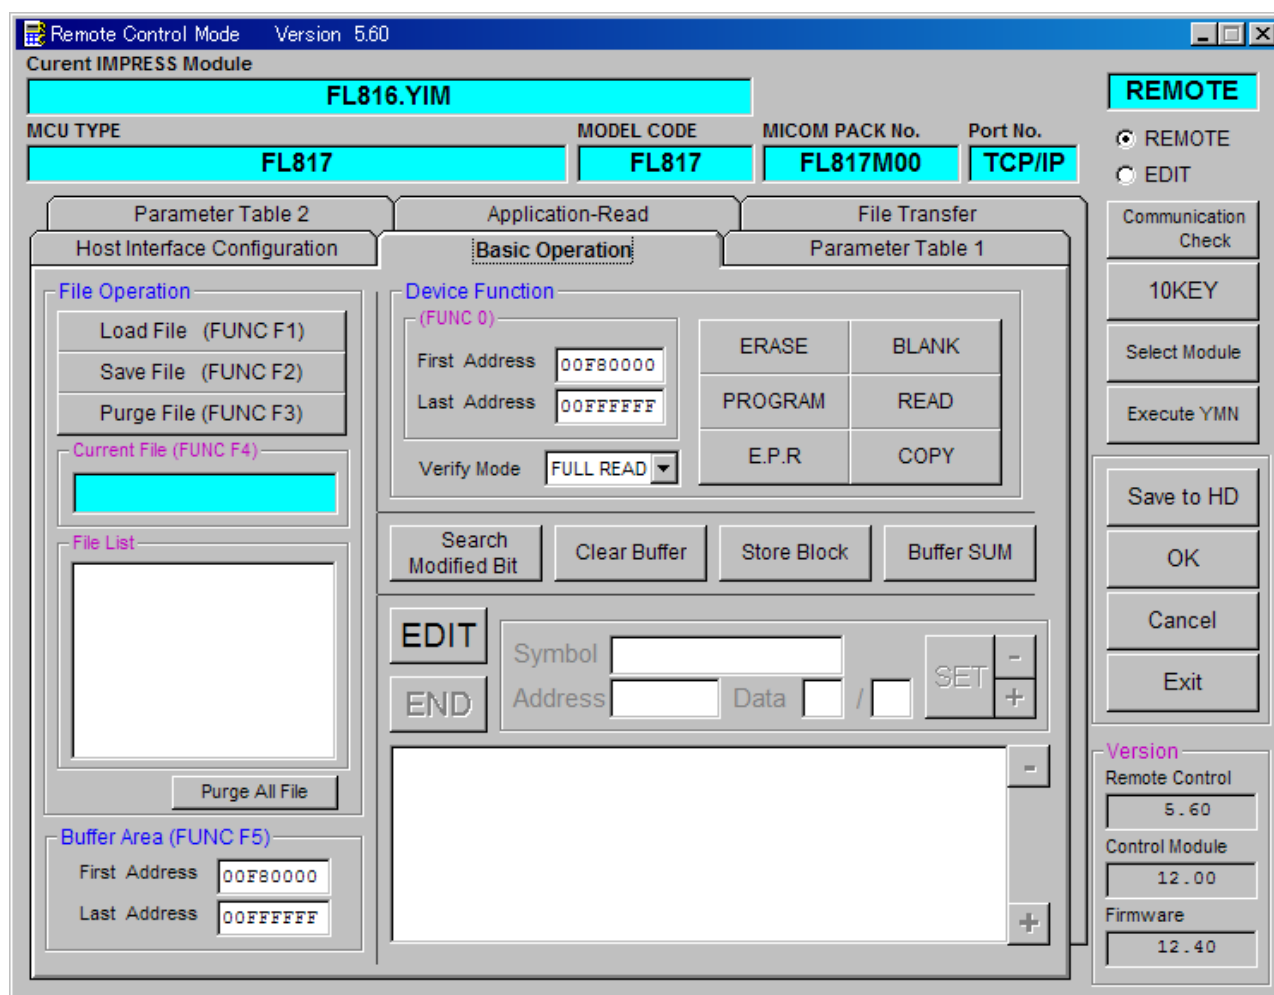 Remote Control Mode Version 5.60
Curent IMPRESS Module
FL816.YIM
REMOTE
MCU TYPE MODEL CODE MICOM PACK No. Port No.
FL817 FL817 FL817M00 TCP/IP
REMOTE
EDIT
Parameter Table 2 Application-Read File Transfer
Host Interface Configuration Basic Operation Parameter Table 1
Communication
Check
10KEY
Select Module
Execute YMN
File Operation
Load File (FUNC F1)
Save File (FUNC F2)
Purge File (FUNC F3)
Current File (FUNC F4)
File List
Purge All File
Buffer Area (FUNC F5)
First Address 00F80000
Last Address 00FFFFFF
Device Function
(FUNC 0)
First Address 00F80000
Last Address 00FFFFFF
Verify Mode FULL READ
ERASE BLANK
PROGRAM READ
E.P.R COPY
Search
Modified Bit
Clear Buffer
Store Block
Buffer SUM
EDIT
END
Symbol
Address Data /
SET
-
+
-
+
Save to HD
OK
Cancel
Exit
Version
Remote Control
5.60
Control Module
12.00
Firmware
12.40